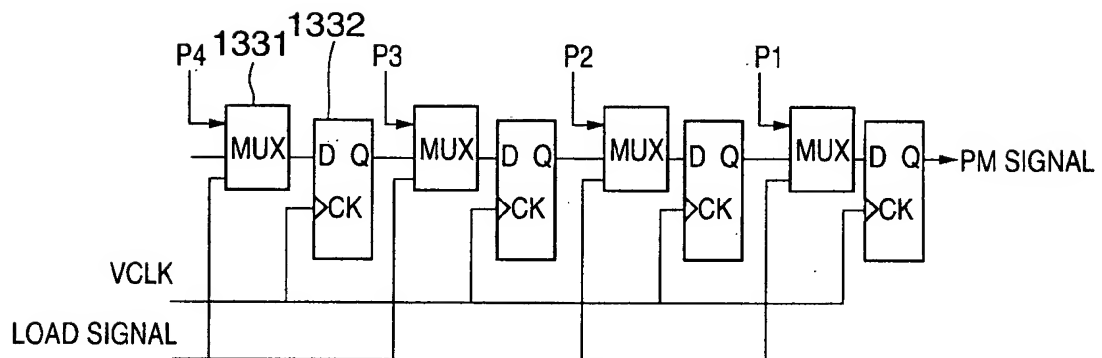 P4 1331 1332 P3 P2 P1
MUX D Q MUX D Q MUX D Q MUX D Q PM SIGNAL
CK CK CK CK
VCLK
LOAD SIGNAL